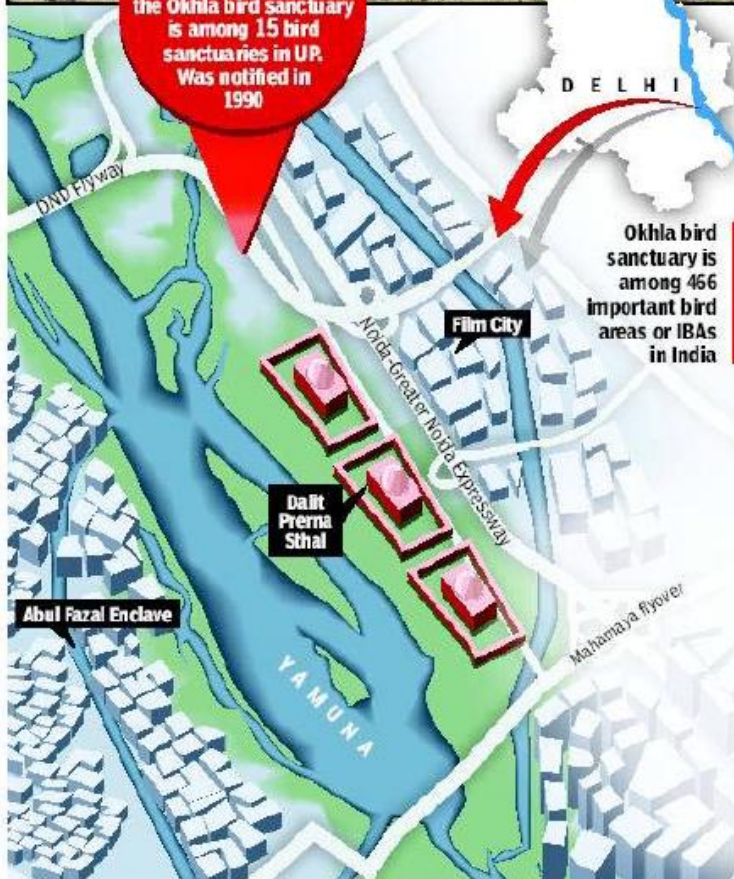 the Okhla bird sanctuary
is among 15 bird
sanctuaries in UP.
Was notified in
1990
DELHI
DND Flyway
Okhla bird
sanctuary is
among 466
important bird
areas or IBAs
in India
Film City
Noida-Greater Noida Expressway
Dalit
Prerna
Sthal
Abul Fazal Enclave
Mahamaya flyover
YAMUNA